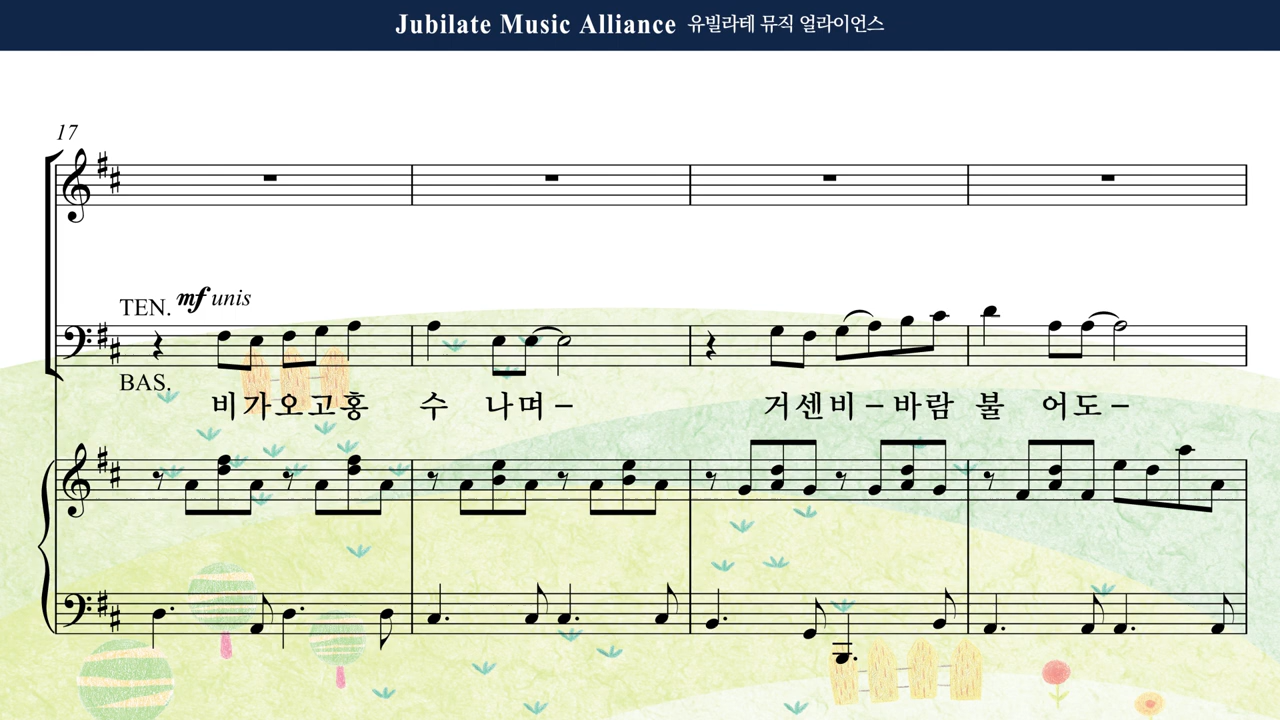 Jubilate Music Alliance 유빌라테 뮤직 얼라이언스
17
TEN. mf unis
BAS.
비가오고홍 수 나며 – 거센비 – 바람 불 어도 –